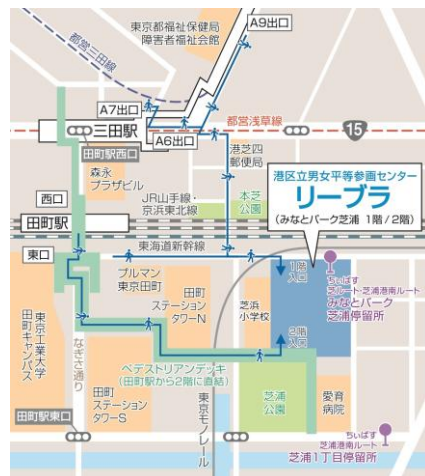 東京都福祉保健局
障害者福祉会館
A9出口
都営三田線
A7出口
三田駅
A6出口
都営浅草線
15
田町駅西口
森永
プラザビル
港芝四
郵便局
港区立男女平等参画センター
リーブラ
(みなとパーク芝浦 1階/2階)
西口
JR山手線・
京浜東北線
本芝
公園
田町駅
東海道新幹線
東口
プルマン
東京田町
田町
ステーション
タワーN
芝浜
小学校
1階
入口
2階
入口
ちぃばす
芝ルート・芝浦港南ルート
みなとパーク
芝浦停留所
東京工業大学
田町キャンパス
なぎさ通り
ペデストリアンデッキ
(田町駅から2階に直結)
田町
ステーション
タワーS
東京モノレール
芝浦
公園
愛育
病院
田町駅東口
ちぃばす
芝浦港南ルート
芝浦1丁目停留所